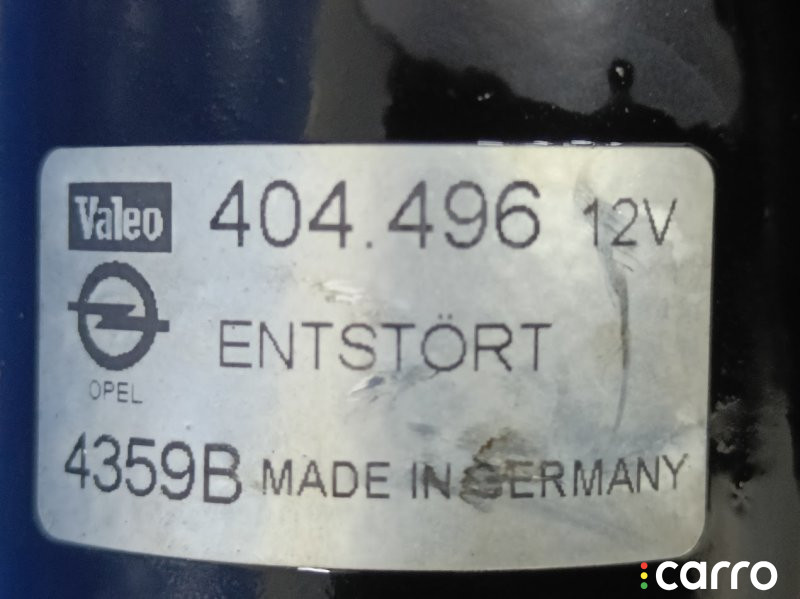 Valeo 404.496 12V
ENTSTÖRT
OPEL
4359B MADE IN GERMANY
carro